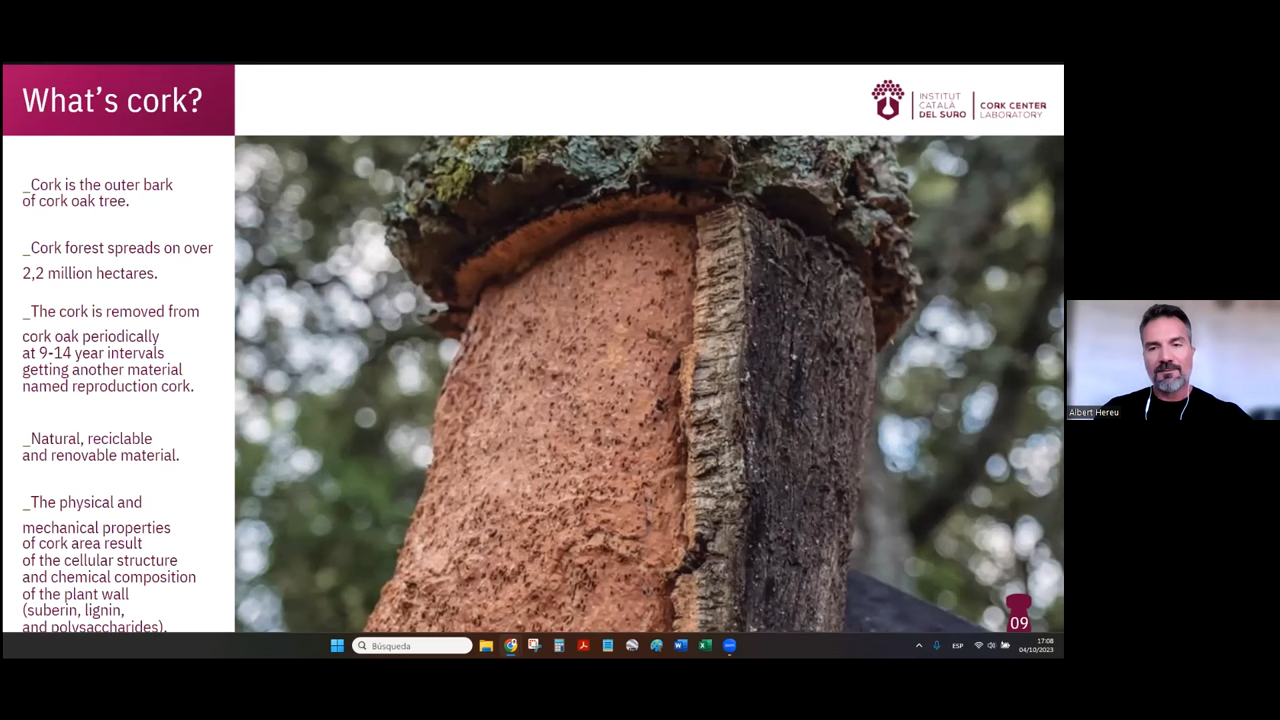 What's cork?
INSTITUT
CATALÀ
DEL SURO
CORK CENTER
LABORATORY
_Cork is the outer bark
of cork oak tree.
_Cork forest spreads on over
2,2 million hectares.
_The cork is removed from
cork oak periodically
at 9-14 year intervals
getting another material
named reproduction cork.
_Natural, reciclable
and renovable material.
_The physical and
mechanical properties
of cork area result
of the cellular structure
and chemical composition
of the plant wall
(suberin, lignin,
and polysaccharides).
09
Albert Hereu
Búsqueda
ESP
17:08
04/10/2023